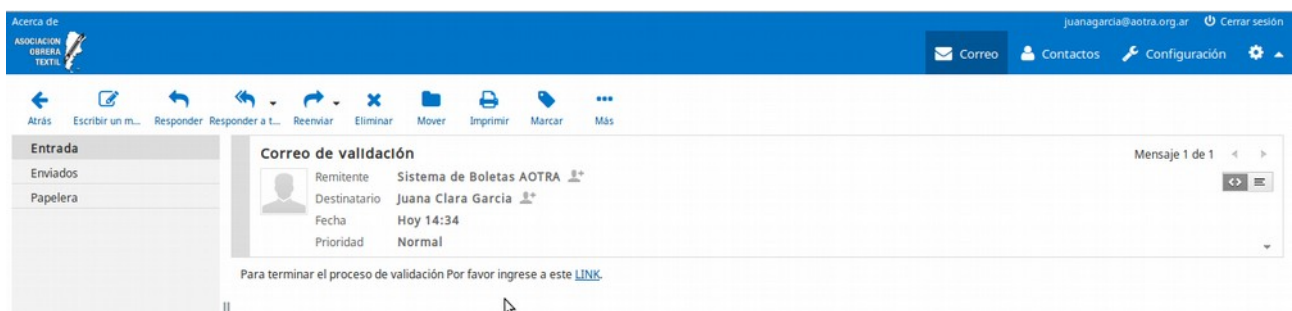 Acerca de
juanagarcia@aotra.org.ar Cerrar sesión
ASOCIACION
OBRERA
TEXTIL
Correo Contactos Configuración
Atrás Escribir un m... Responder Responder a t... Reenviar Eliminar Mover Imprimir Marcar Más
Entrada
Enviados
Papelera
Correo de validación
Mensaje 1 de 1
Remitente Sistema de Boletas AOTRA
Destinatario Juana Clara Garcia
Fecha Hoy 14:34
Prioridad Normal
Para terminar el proceso de validación Por favor ingrese a este LINK.